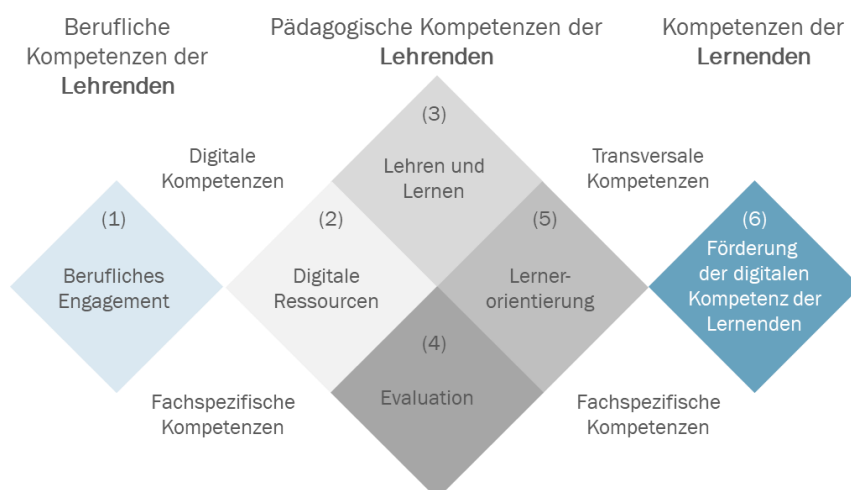 Berufliche
Kompetenzen der
Lehrenden
Pädagogische Kompetenzen der
Lehrenden
Kompetenzen der
Lernenden
Digitale
Kompetenzen
Transversale
Kompetenzen
(1)
Berufliches
Engagement
(2)
Digitale
Ressourcen
(3)
Lehren und
Lernen
(4)
Evaluation
(5)
Lerner-
orientierung
(6)
Förderung
der digitalen
Kompetenz der
Lernenden
Fachspezifische
Kompetenzen
Fachspezifische
Kompetenzen